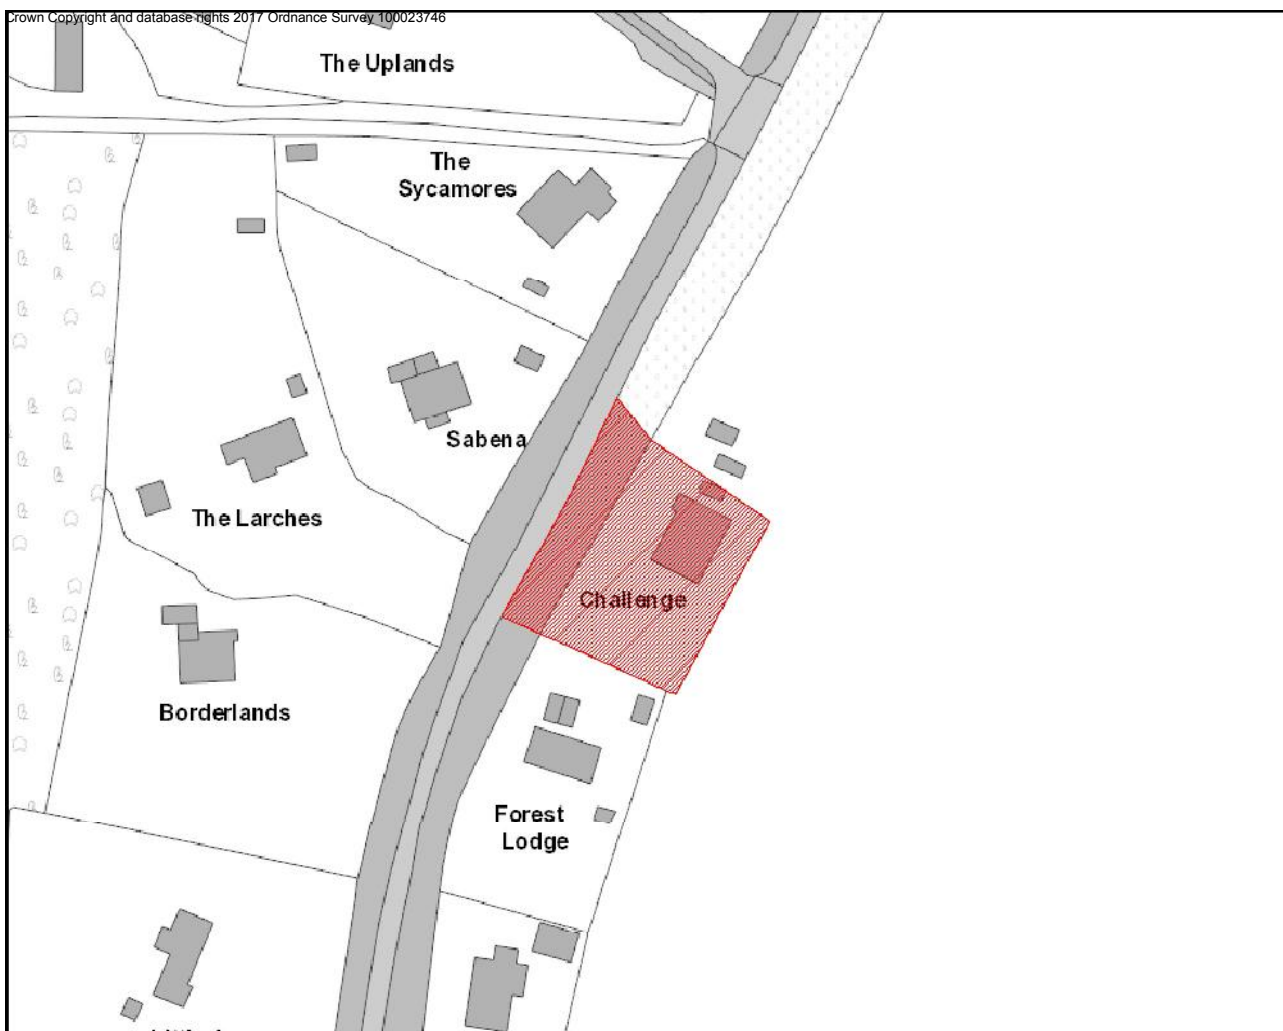 Crown Copyright and database rights 2017 Ordnance Survey 100023746
The Uplands
The
Sycamores
Sabena
The Larches
Challenge
Borderlands
Forest
Lodge